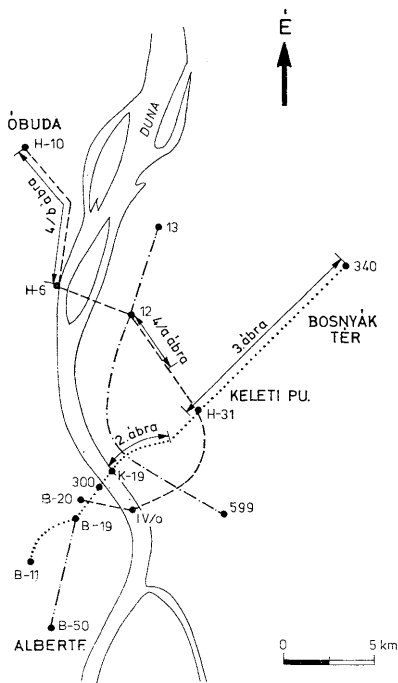 É
DUNA
ÓBUDA
H-10
4/b ábra
13
340
H-6
12
4/a ábra
3.ábra
BOSNYÁK
TÉR
KELETI PU.
H-31
2.ábra
K-19
300
B-20
599
B-19
IV/a
B-11
B-50
ALBERTF.
0 5 km